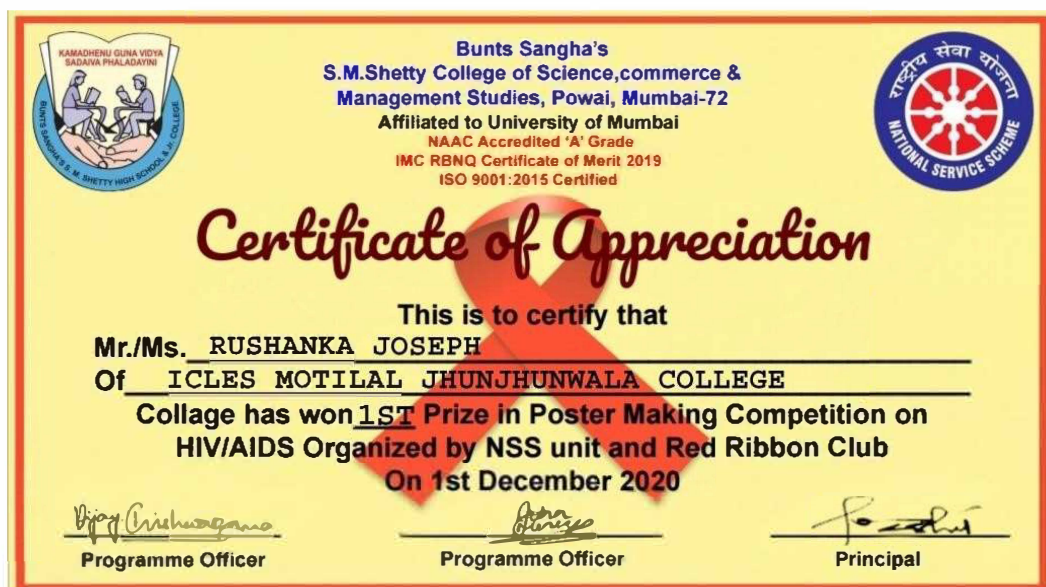 KAMADHENU GUNA VIDYA
SADAIVA PHALADAYINI
BUNTS SANGHA'S S. M. SHETTY HIGH SCHOOL & Jr. COLLEGE
Bunts Sangha's
S.M.Shetty College of Science,commerce &
Management Studies, Powai, Mumbai-72
Affiliated to University of Mumbai
NAAC Accredited 'A' Grade
IMC RBNQ Certificate of Merit 2019
ISO 9001:2015 Certified
राष्ट्रीय सेवा योजना
NATIONAL SERVICE SCHEME
Certificate of Appreciation
This is to certify that
Mr./Ms. RUSHANKA JOSEPH
Of ICLES MOTILAL JHUNJHUNWALA COLLEGE
Collage has won 1ST Prize in Poster Making Competition on
HIV/AIDS Organized by NSS unit and Red Ribbon Club
On 1st December 2020
Vijay
Programme Officer
Programme Officer
Principal